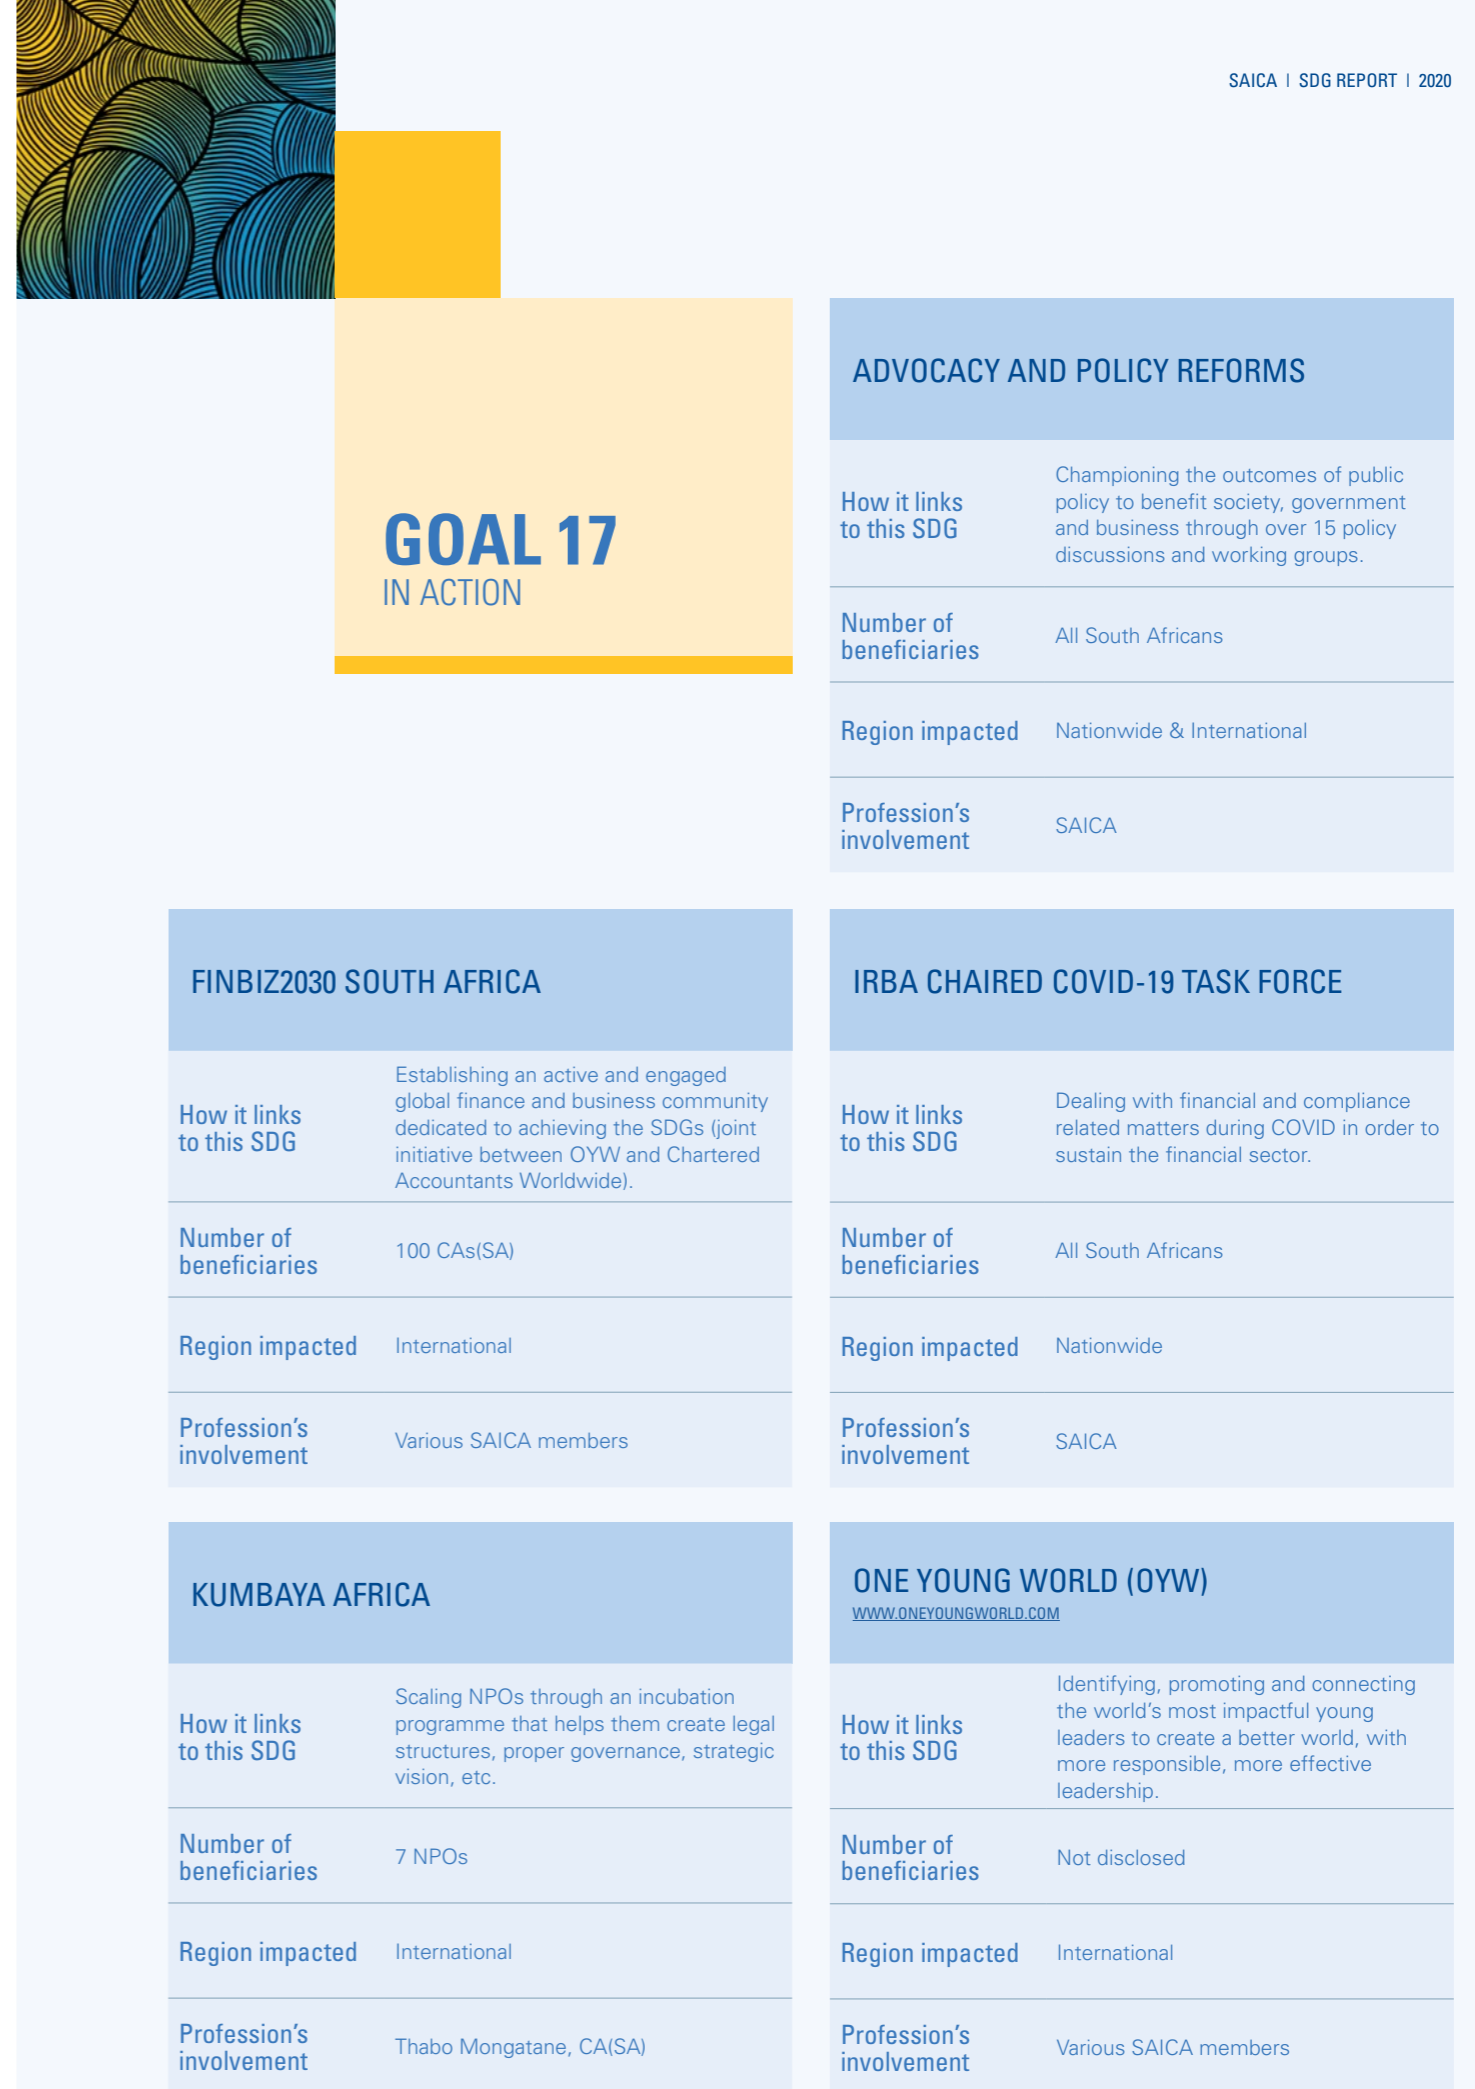 SAICA | SDG REPORT | 2020
GOAL 17
IN ACTION
ADVOCACY AND POLICY REFORMS
How it links
to this SDG
Championing the outcomes of public
policy to benefit society, government
and business through over 15 policy
discussions and working groups.
Number of
beneficiaries
All South Africans
Region impacted
Nationwide & International
Profession's
involvement
SAICA
FINBIZ2030 SOUTH AFRICA
How it links
to this SDG
Establishing an active and engaged
global finance and business community
dedicated to achieving the SDGs (joint
initiative between OYW and Chartered
Accountants Worldwide).
Number of
beneficiaries
100 CAs(SA)
Region impacted
International
Profession's
involvement
Various SAICA members
IRBA CHAIRED COVID-19 TASK FORCE
How it links
to this SDG
Dealing with financial and compliance
related matters during COVID in order to
sustain the financial sector.
Number of
beneficiaries
All South Africans
Region impacted
Nationwide
Profession's
involvement
SAICA
KUMBAYA AFRICA
How it links
to this SDG
Scaling NPOs through an incubation
programme that helps them create legal
structures, proper governance, strategic
vision, etc.
Number of
beneficiaries
7 NPOs
Region impacted
International
Profession's
involvement
Thabo Mongatane, CA(SA)
ONE YOUNG WORLD (OYW)
WWW.ONEYOUNGWORLD.COM
How it links
to this SDG
Identifying, promoting and connecting
the world's most impactful young
leaders to create a better world, with
more responsible, more effective
leadership.
Number of
beneficiaries
Not disclosed
Region impacted
International
Profession's
involvement
Various SAICA members